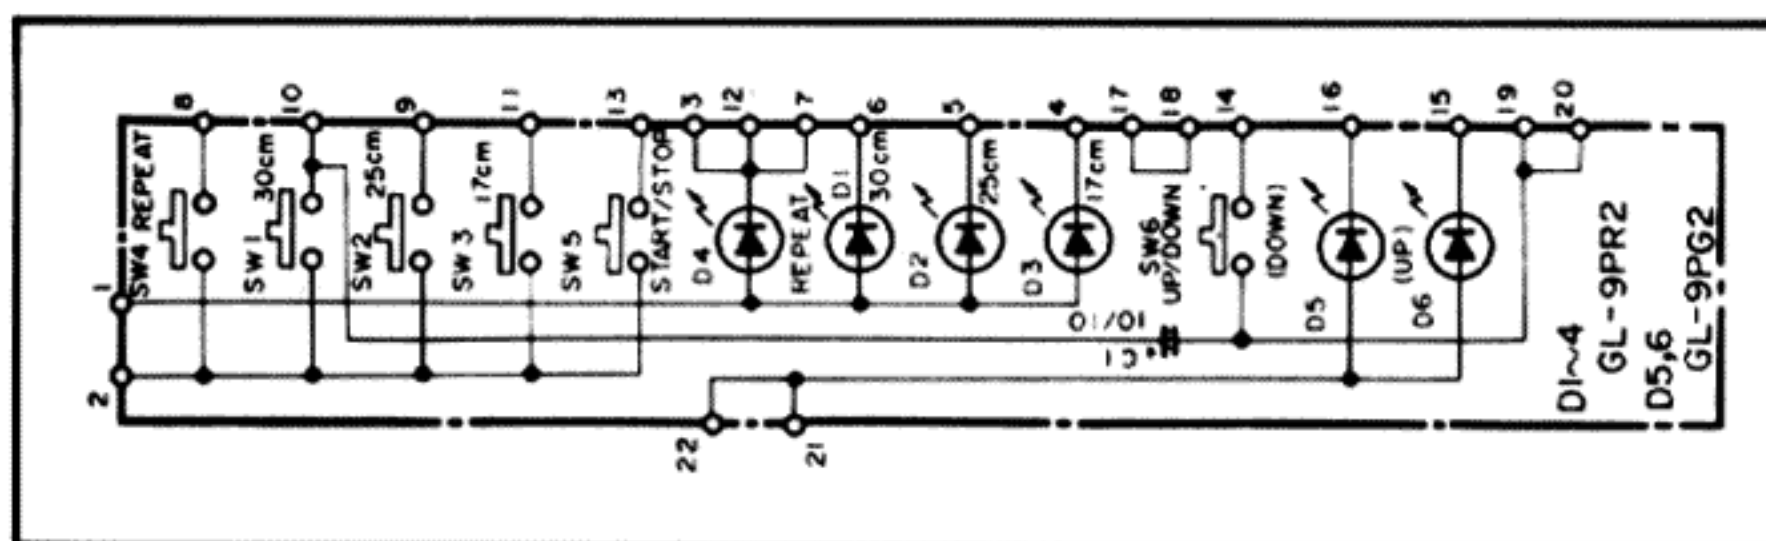 8
10
9
11
13
3
12
7
6
5
4
17
18
14
16
15
19
20
SW4 REPEAT
SW1
30cm
SW2
25cm
SW3
17cm
SW5
START/STOP
D4
REPEAT
D1
30cm
D2
25cm
D3
17cm
SW6
UP/DOWN
(DOWN)
D5
(UP)
D6
10/10
C1
1
2
22
21
D1~4
GL-9PR2
D5,6
GL-9PG2